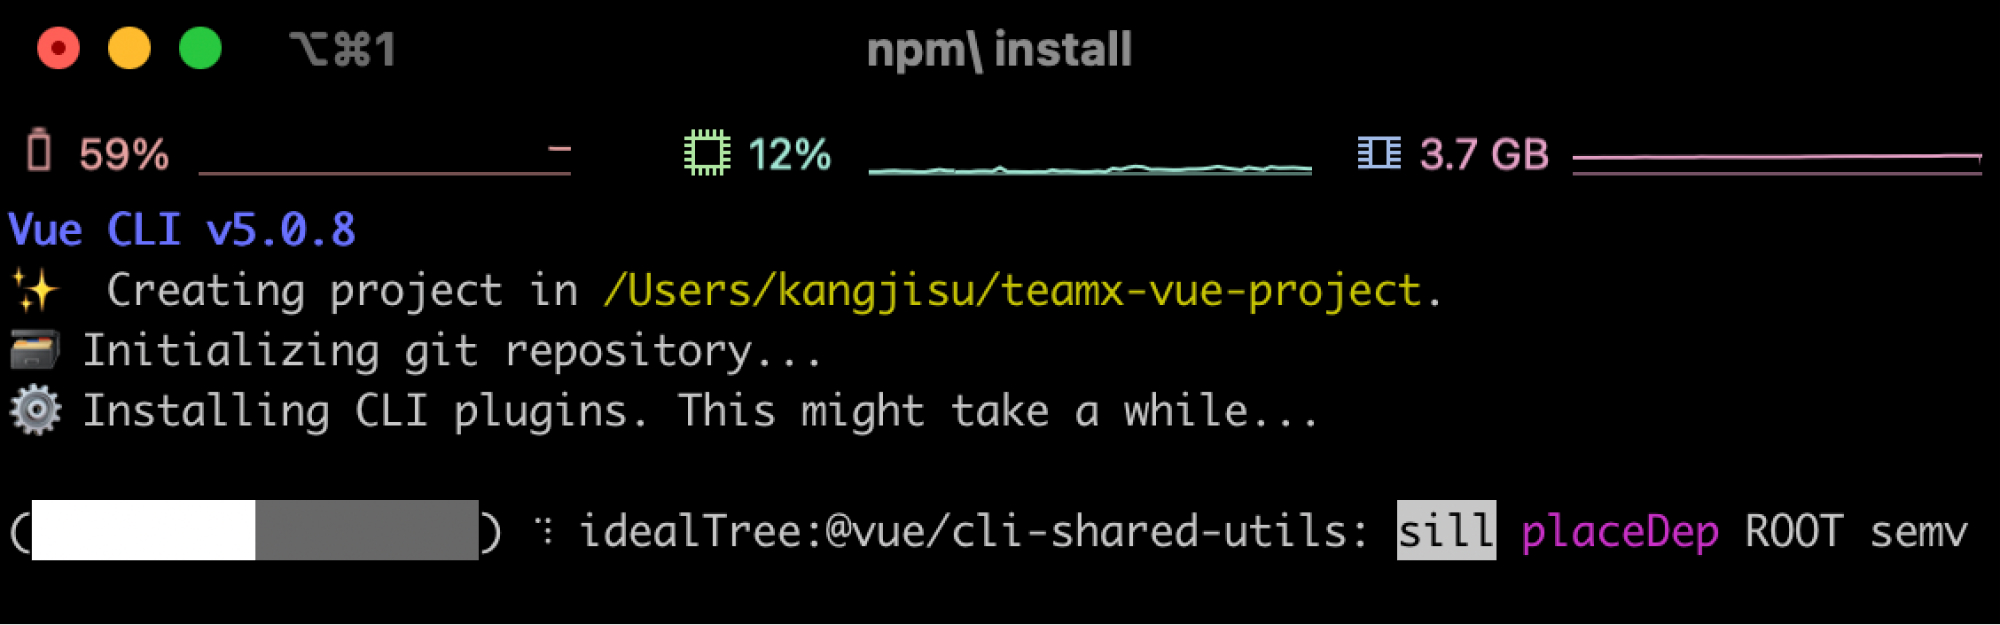 ⌥⌘1 npm\ install
59% 12% 3.7 GB
Vue CLI v5.0.8
✨ Creating project in /Users/kangjisu/teamx-vue-project.
🗃 Initializing git repository...
⚙️ Installing CLI plugins. This might take a while...
( ) ⠹ idealTree:@vue/cli-shared-utils: sill placeDep ROOT semv